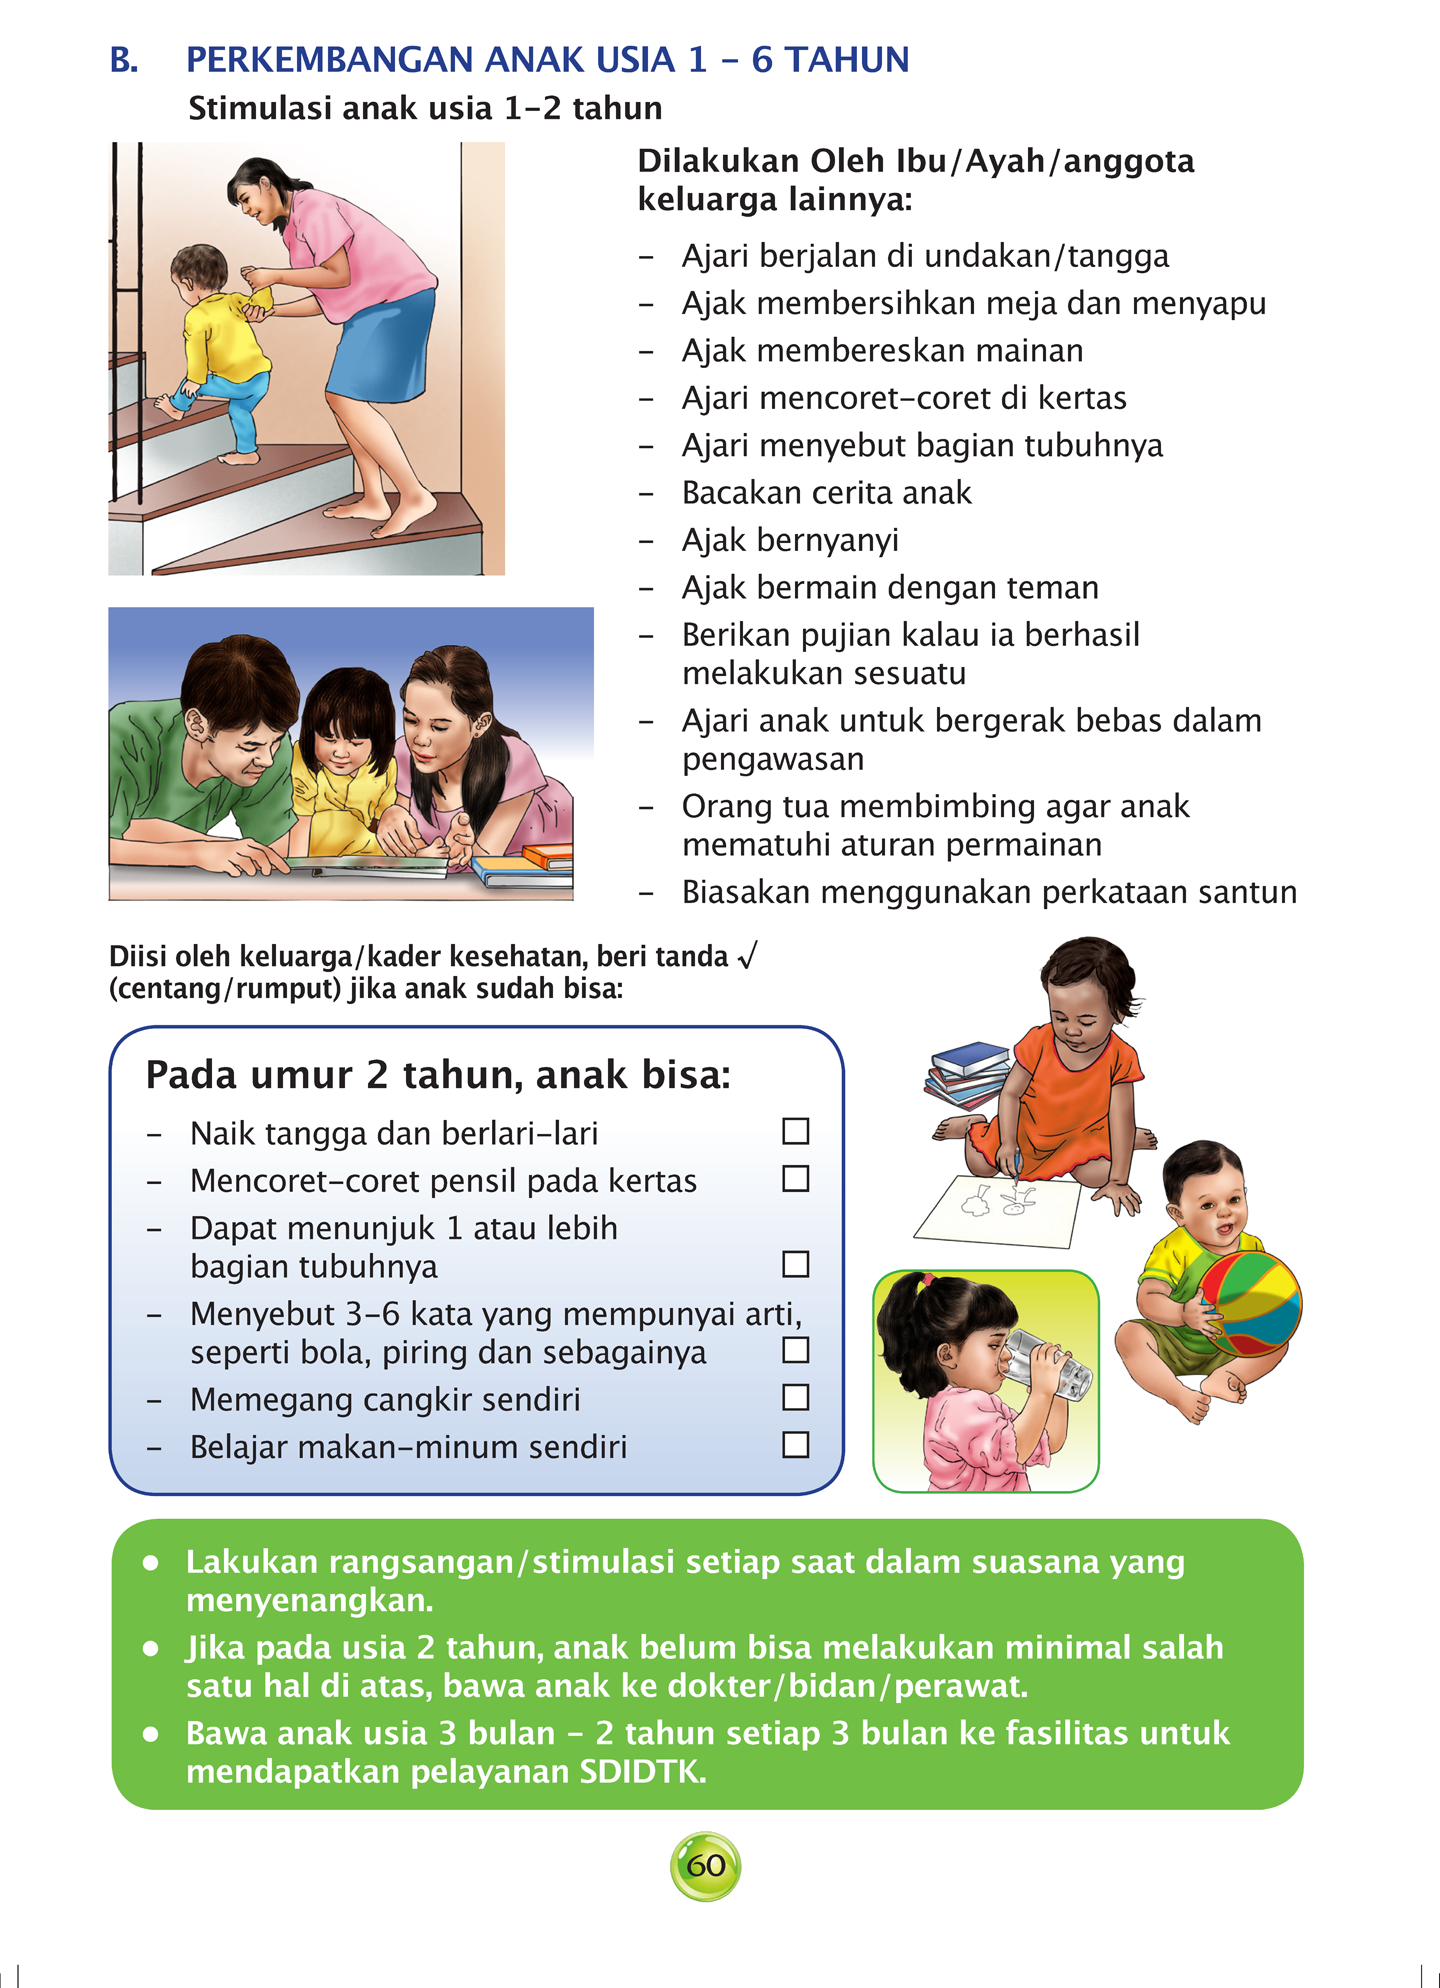 B. PERKEMBANGAN ANAK USIA 1 – 6 TAHUN
Stimulasi anak usia 1–2 tahun
Dilakukan Oleh Ibu/Ayah/anggota
keluarga lainnya:
– Ajari berjalan di undakan/tangga
– Ajak membersihkan meja dan menyapu
– Ajak membereskan mainan
– Ajari mencoret–coret di kertas
– Ajari menyebut bagian tubuhnya
– Bacakan cerita anak
– Ajak bernyanyi
– Ajak bermain dengan teman
– Berikan pujian kalau ia berhasil
melakukan sesuatu
– Ajari anak untuk bergerak bebas dalam
pengawasan
– Orang tua membimbing agar anak
mematuhi aturan permainan
– Biasakan menggunakan perkataan santun
Diisi oleh keluarga/kader kesehatan, beri tanda √
(centang/rumput) jika anak sudah bisa:
Pada umur 2 tahun, anak bisa:
– Naik tangga dan berlari–lari
– Mencoret–coret pensil pada kertas
– Dapat menunjuk 1 atau lebih
bagian tubuhnya
– Menyebut 3–6 kata yang mempunyai arti,
seperti bola, piring dan sebagainya
– Memegang cangkir sendiri
– Belajar makan–minum sendiri
● Lakukan rangsangan/stimulasi setiap saat dalam suasana yang
menyenangkan.
● Jika pada usia 2 tahun, anak belum bisa melakukan minimal salah
satu hal di atas, bawa anak ke dokter/bidan/perawat.
● Bawa anak usia 3 bulan – 2 tahun setiap 3 bulan ke fasilitas untuk
mendapatkan pelayanan SDIDTK.
60